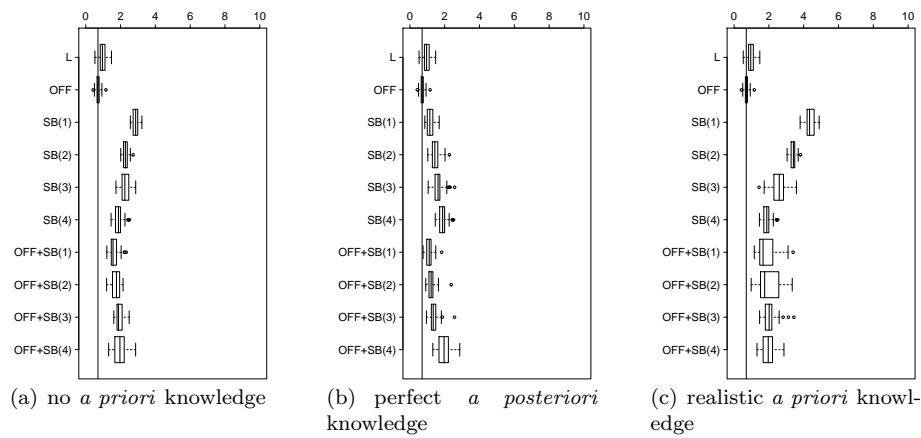 0 2 4 6 8 10
L
OFF
SB(1)
SB(2)
SB(3)
SB(4)
OFF+SB(1)
OFF+SB(2)
OFF+SB(3)
OFF+SB(4)
(a) no a priori knowledge
0 2 4 6 8 10
L
OFF
SB(1)
SB(2)
SB(3)
SB(4)
OFF+SB(1)
OFF+SB(2)
OFF+SB(3)
OFF+SB(4)
(b) perfect a posteriori
knowledge
0 2 4 6 8 10
L
OFF
SB(1)
SB(2)
SB(3)
SB(4)
OFF+SB(1)
OFF+SB(2)
OFF+SB(3)
OFF+SB(4)
(c) realistic a priori knowl-
edge